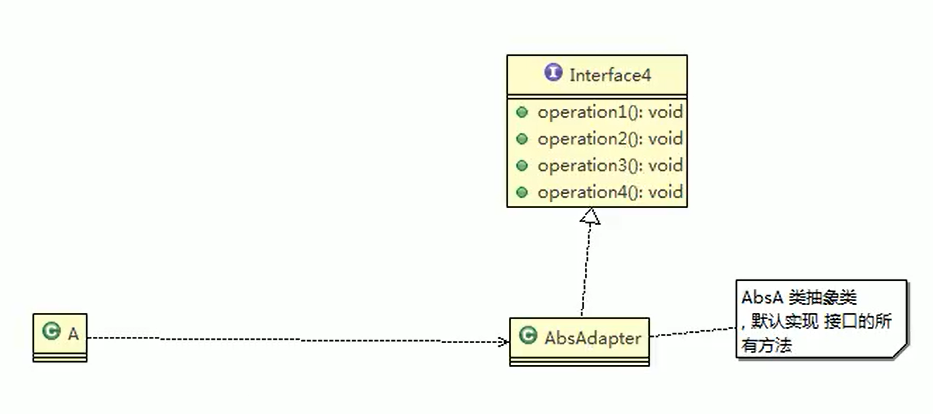 I Interface4
operation1(): void
operation2(): void
operation3(): void
operation4(): void
C A
C AbsAdapter
AbsA 类抽象类
, 默认实现 接口的所
有方法